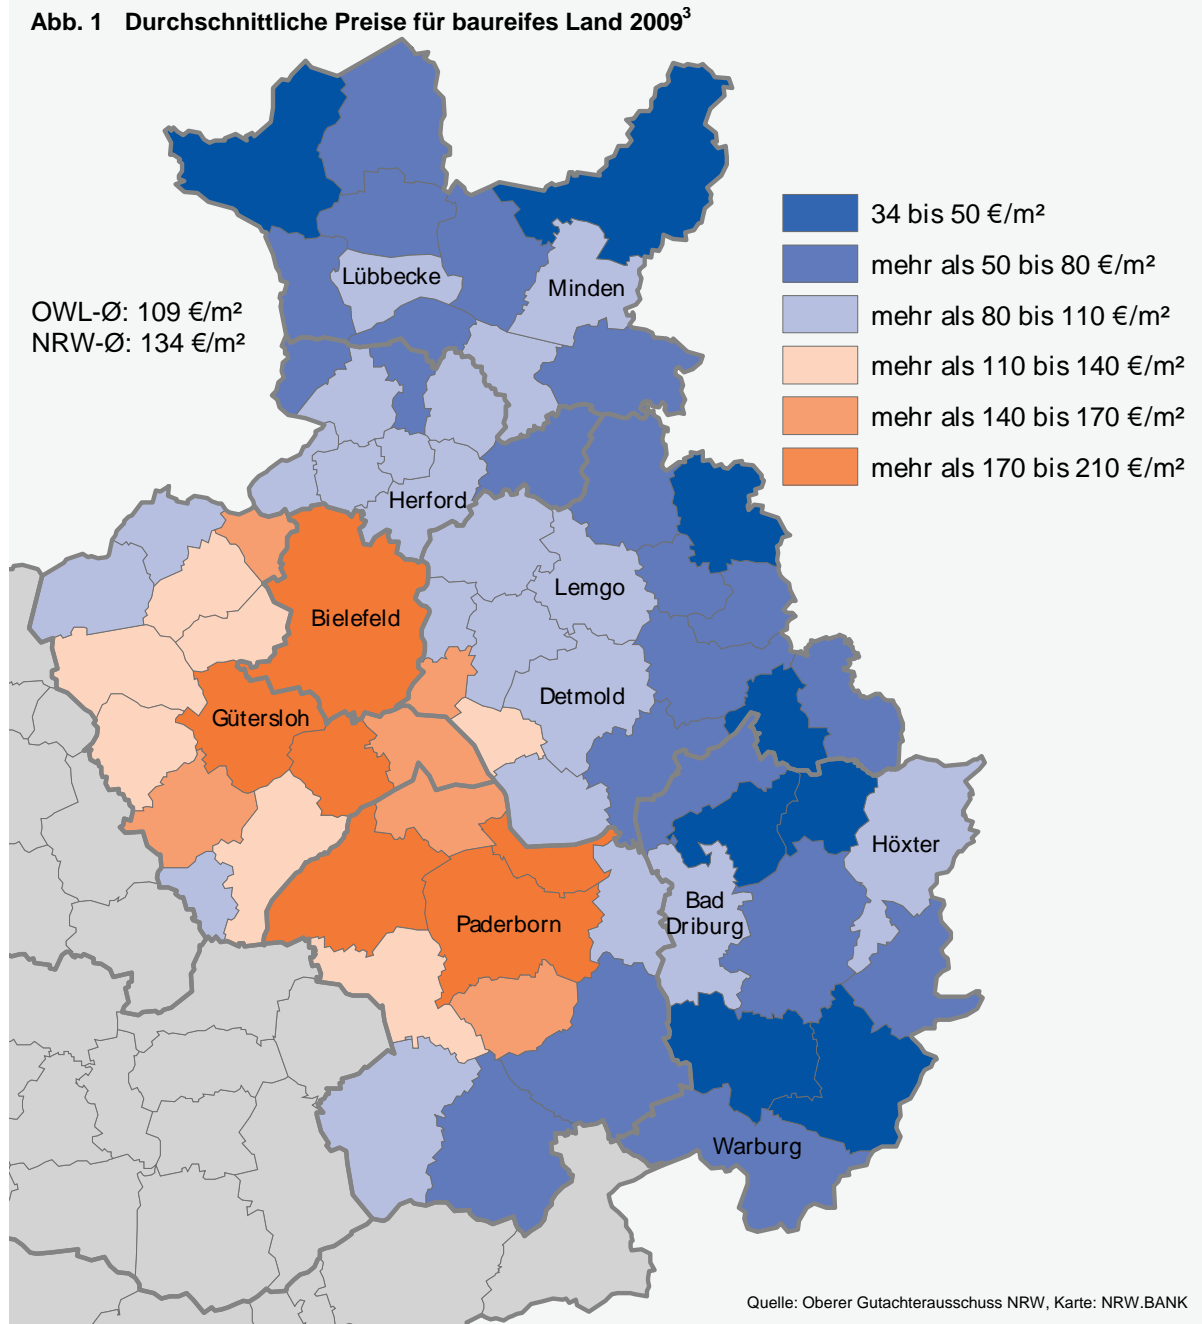 Abb. 1 Durchschnittliche Preise für baureifes Land 2009³
34 bis 50 €/m²
mehr als 50 bis 80 €/m²
mehr als 80 bis 110 €/m²
mehr als 110 bis 140 €/m²
mehr als 140 bis 170 €/m²
mehr als 170 bis 210 €/m²
OWL-Ø: 109 €/m²
NRW-Ø: 134 €/m²
Lübbecke
Minden
Herford
Lemgo
Bielefeld
Detmold
Gütersloh
Höxter
Bad
Driburg
Paderborn
Warburg
Quelle: Oberer Gutachterausschuss NRW, Karte: NRW.BANK